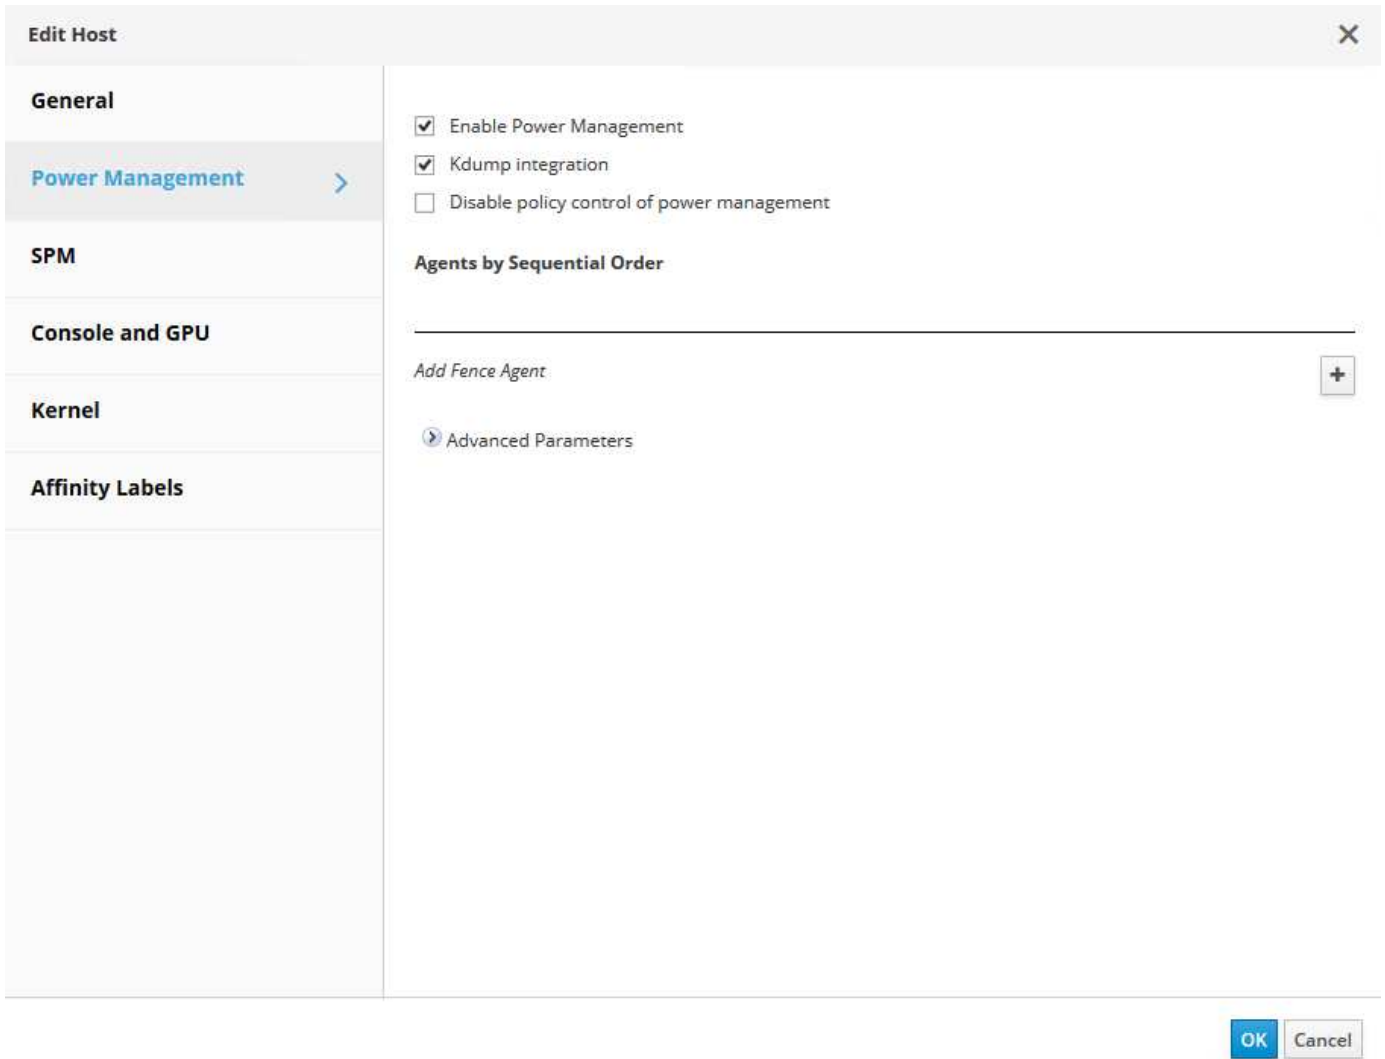 Edit Host
General
Power Management
SPM
Console and GPU
Kernel
Affinity Labels
Enable Power Management
Kdump integration
Disable policy control of power management
Agents by Sequential Order
Add Fence Agent
Advanced Parameters
OK
Cancel